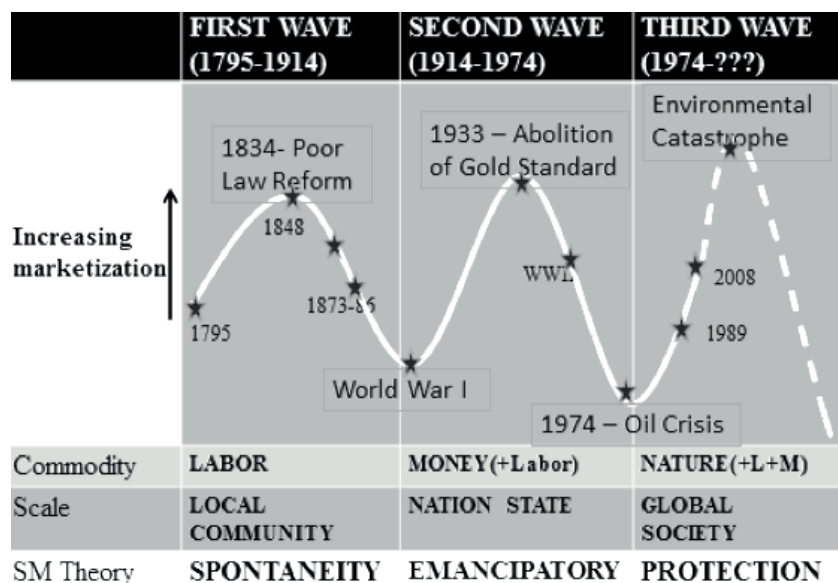 FIRST WAVE
(1795-1914)
SECOND WAVE
(1914-1974)
THIRD WAVE
(1974-???)
Increasing
marketization
1834- Poor
Law Reform
1848
1795
1873-86
World War I
1933 – Abolition
of Gold Standard
WWII
1974 – Oil Crisis
Environmental
Catastrophe
2008
1989
Commodity
LABOR
MONEY(+Labor)
NATURE(+L+M)
Scale
LOCAL
COMMUNITY
NATION STATE
GLOBAL
SOCIETY
SM Theory
SPONTANEITY
EMANCIPATORY
PROTECTION